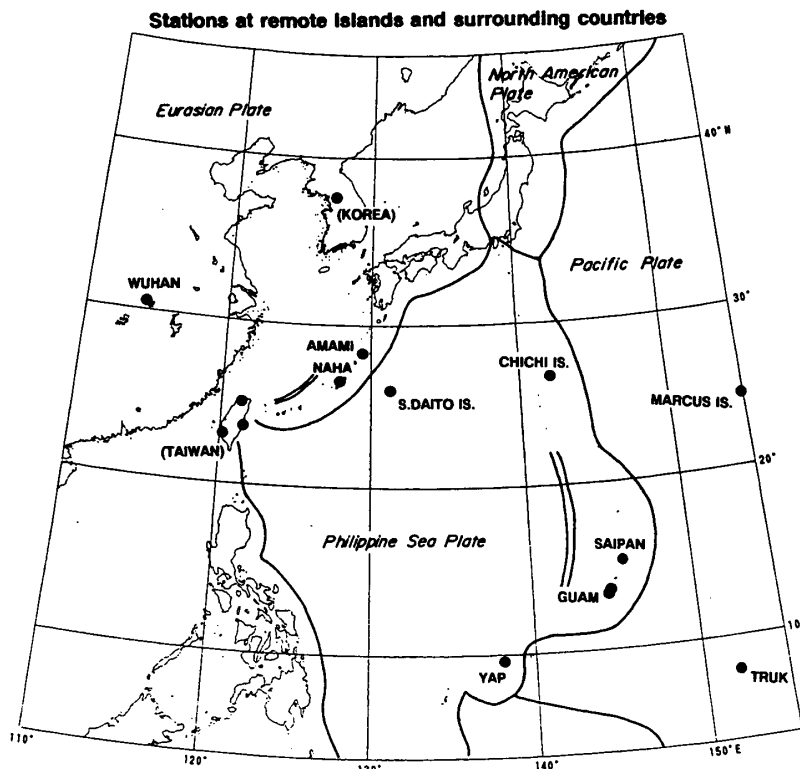 Stations at remote islands and surrounding countries
North American
Plate
Eurasian Plate
40°N
(KOREA)
Pacific Plate
WUHAN
30°
AMAMI
NAHA
CHICHI IS.
S.DAITO IS.
MARCUS IS.
(TAIWAN)
20°
Philippine Sea Plate
SAIPAN
GUAM
10°
YAP
TRUK
110°
120°
130°
140°
150°E